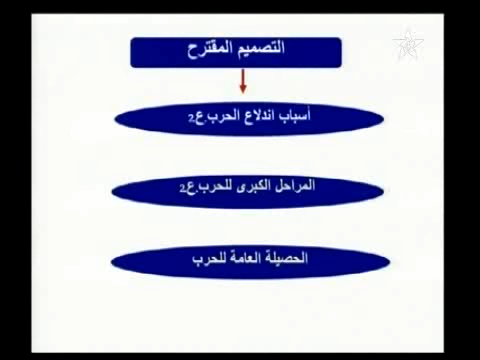 التصميم المقترح
أسباب اندلاع الحرب.ع.2
المراحل الكبرى للحرب.ع.2
الحصيلة العامة للحرب